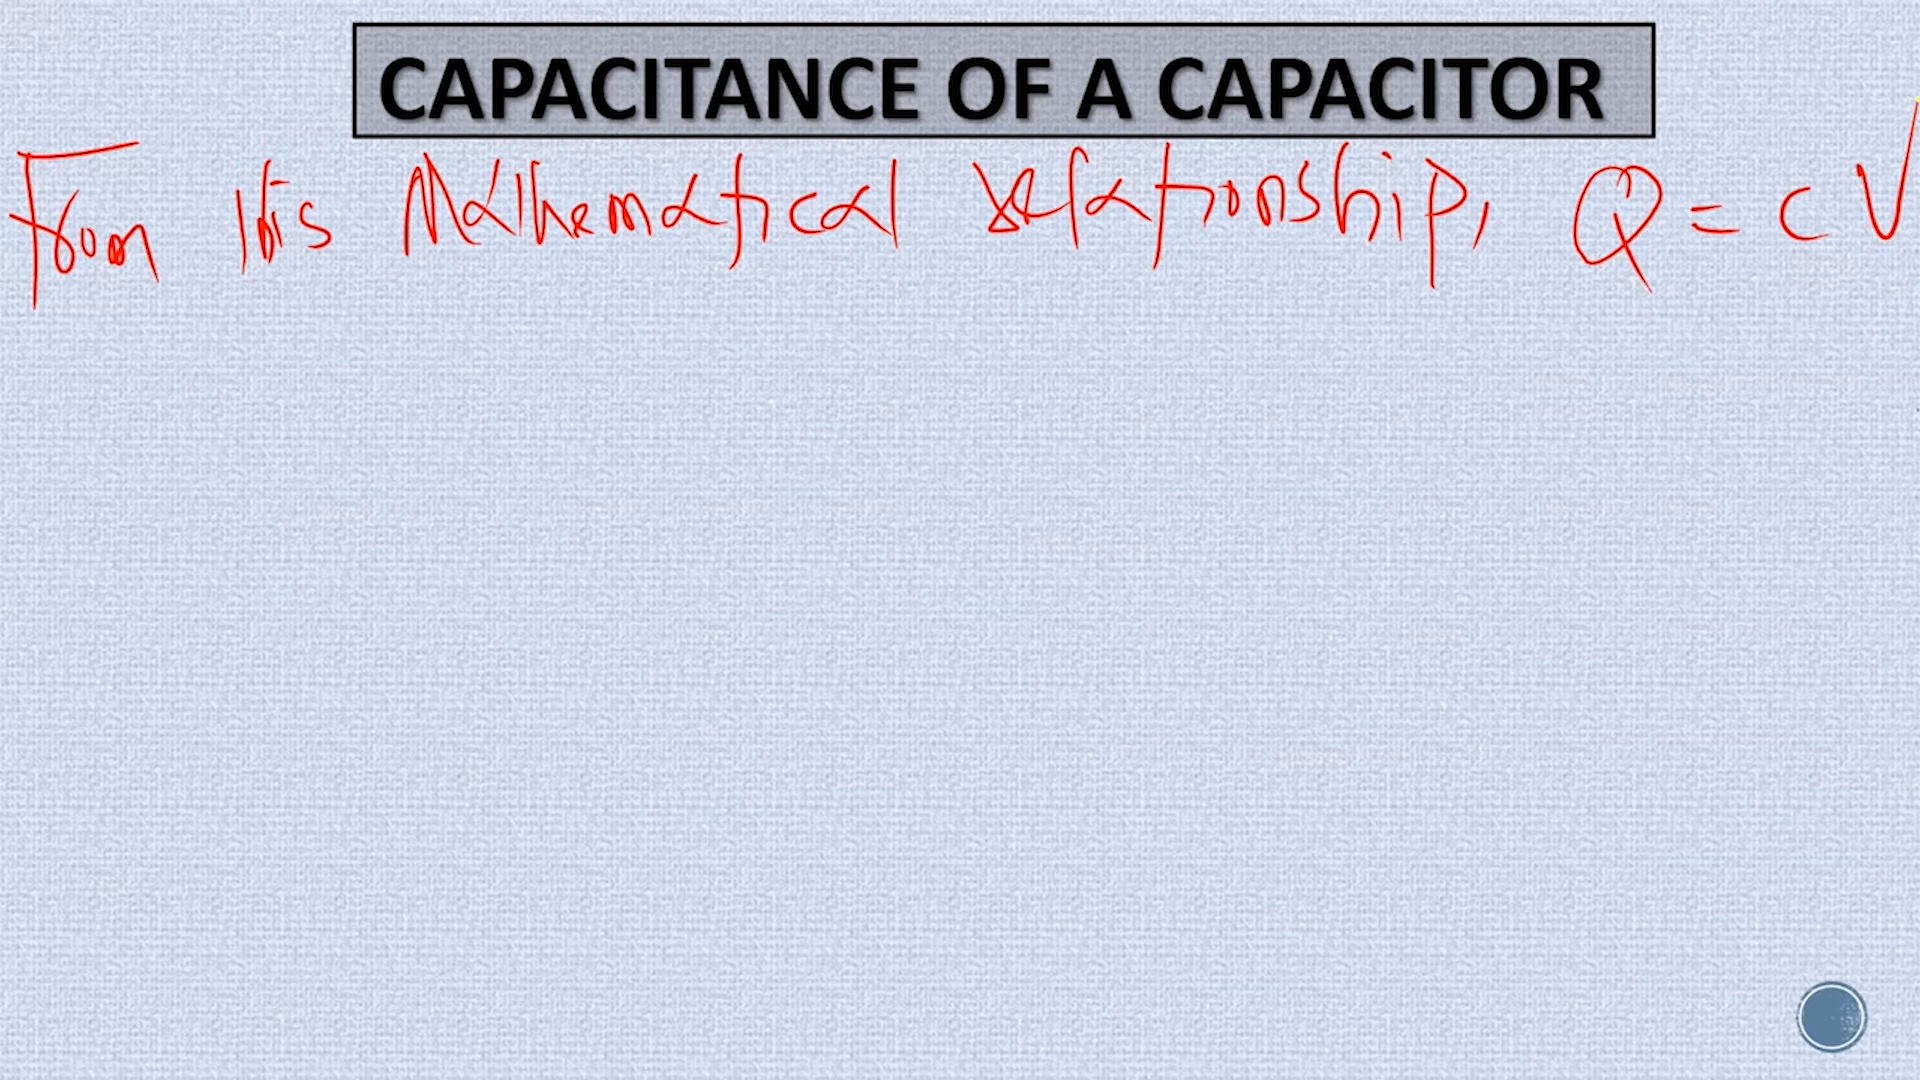 CAPACITANCE OF A CAPACITOR
From this Mathematical relationship, Q = CV